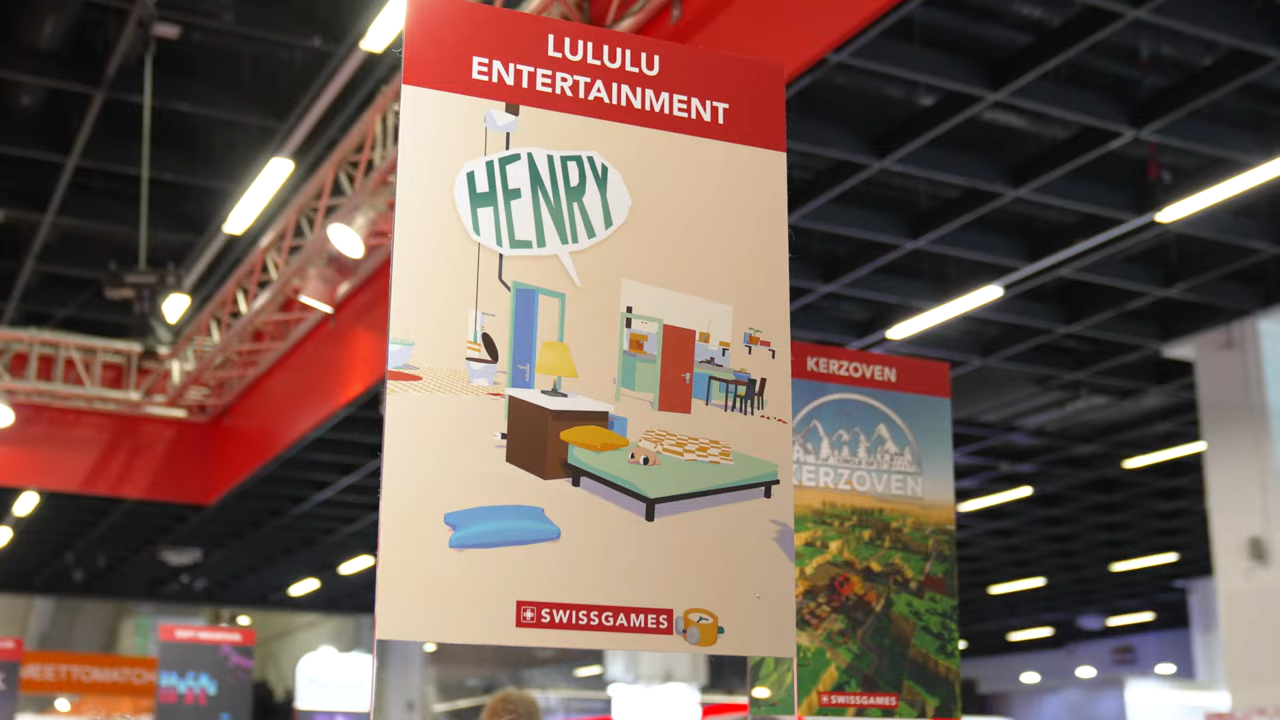 LULULU
ENTERTAINMENT
HENRY
SWISSGAMES
KERZOVEN
KERZOVEN
SWISSGAMES
MEETTOMATCH